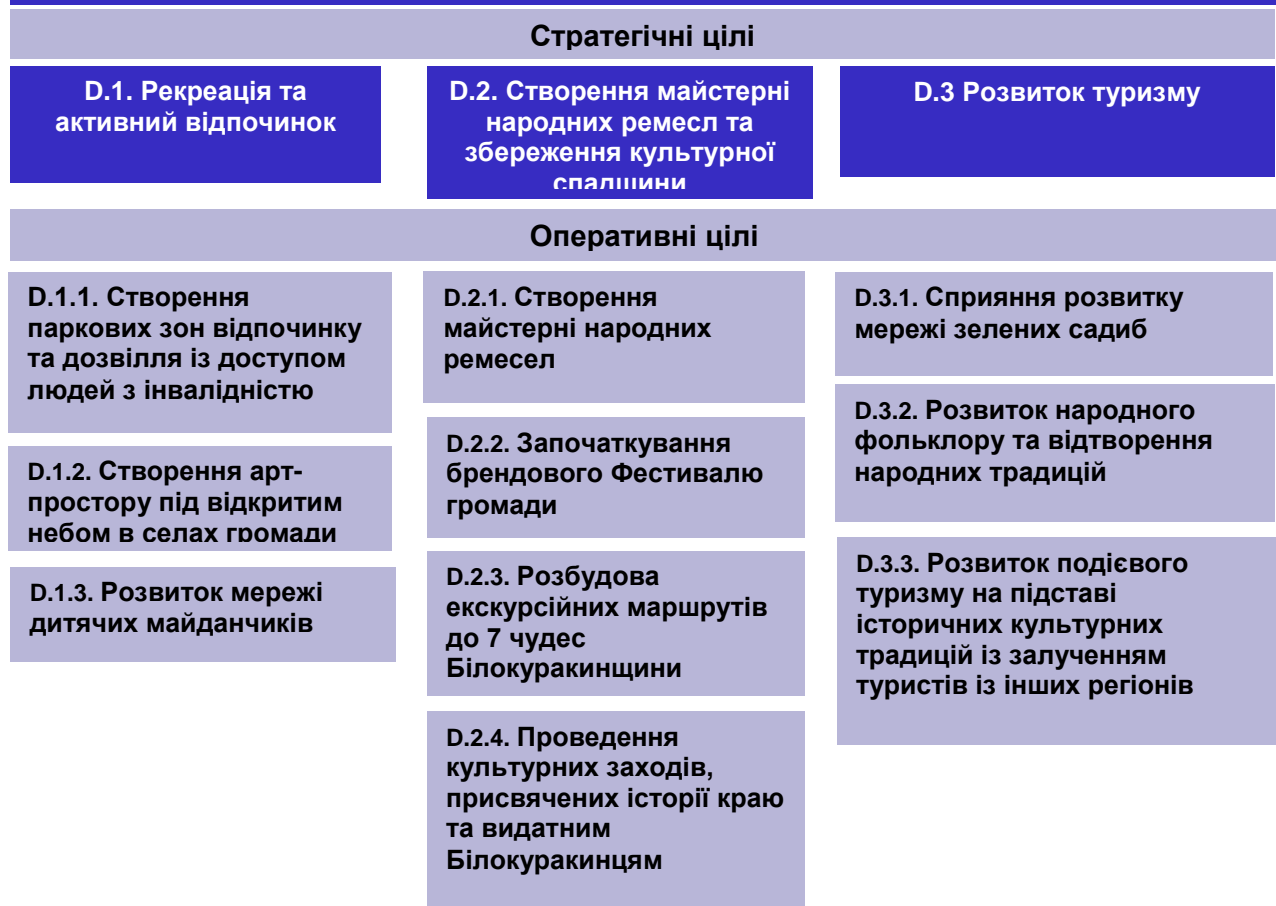 Стратегічні цілі
D.1. Рекреація та
активний відпочинок
D.2. Створення майстерні
народних ремесл та
збереження культурної
спадщини
D.3 Розвиток туризму
Оперативні цілі
D.1.1. Створення
паркових зон відпочинку
та дозвілля із доступом
людей з інвалідністю
D.1.2. Створення арт-
простору під відкритим
небом в селах громади
D.1.3. Розвиток мережі
дитячих майданчиків
D.2.1. Створення
майстерні народних
ремесел
D.2.2. Започаткування
брендового Фестивалю
громади
D.2.3. Розбудова
екскурсійних маршрутів
до 7 чудес
Білокуракинщини
D.2.4. Проведення
культурних заходів,
присвячених історії краю
та видатним
Білокуракинцям
D.3.1. Сприяння розвитку
мережі зелених садиб
D.3.2. Розвиток народного
фольклору та відтворення
народних традицій
D.3.3. Розвиток подієвого
туризму на підставі
історичних культурних
традицій із залученням
туристів із інших регіонів